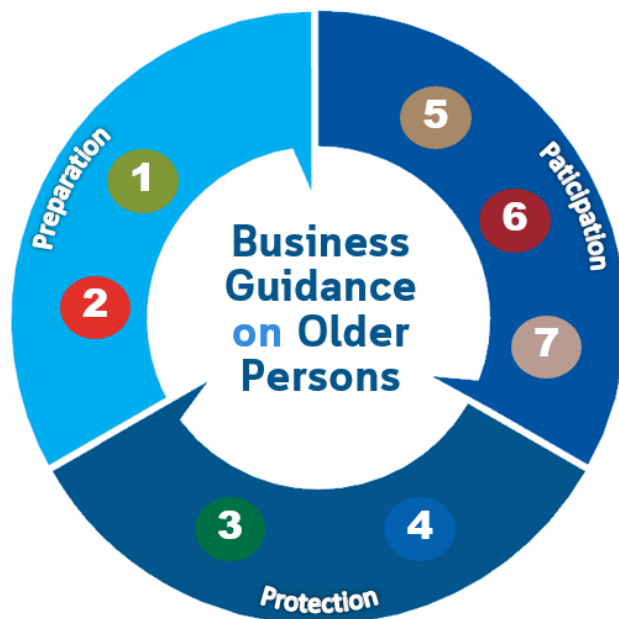 Preparation
1
2
Paticipation
5
6
7
Business
Guidance
on Older
Persons
3
4
Protection